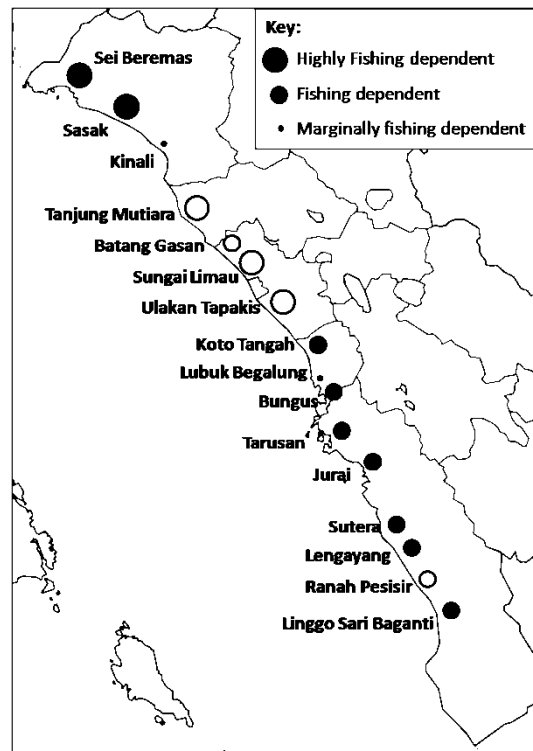 Key:
Highly Fishing dependent
Fishing dependent
Marginally fishing dependent
Sei Beremas
Sasak
Kinali
Tanjung Mutiara
Batang Gasan
Sungai Limau
Ulakan Tapakis
Koto Tangah
Lubuk Begalung
Bungus
Tarusan
Jurai
Sutera
Lengayang
Ranah Pesisir
Linggo Sari Baganti